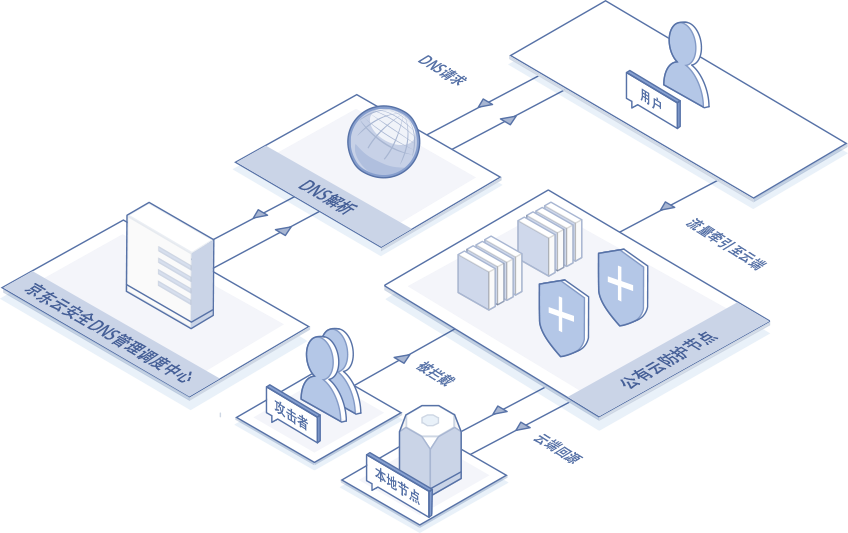 DNS请求
用户
DNS解析
流量牵引至云端
京东云安全DNS管理调度中心
公有云防护节点
被拦截
攻击者
云端回源
本地节点